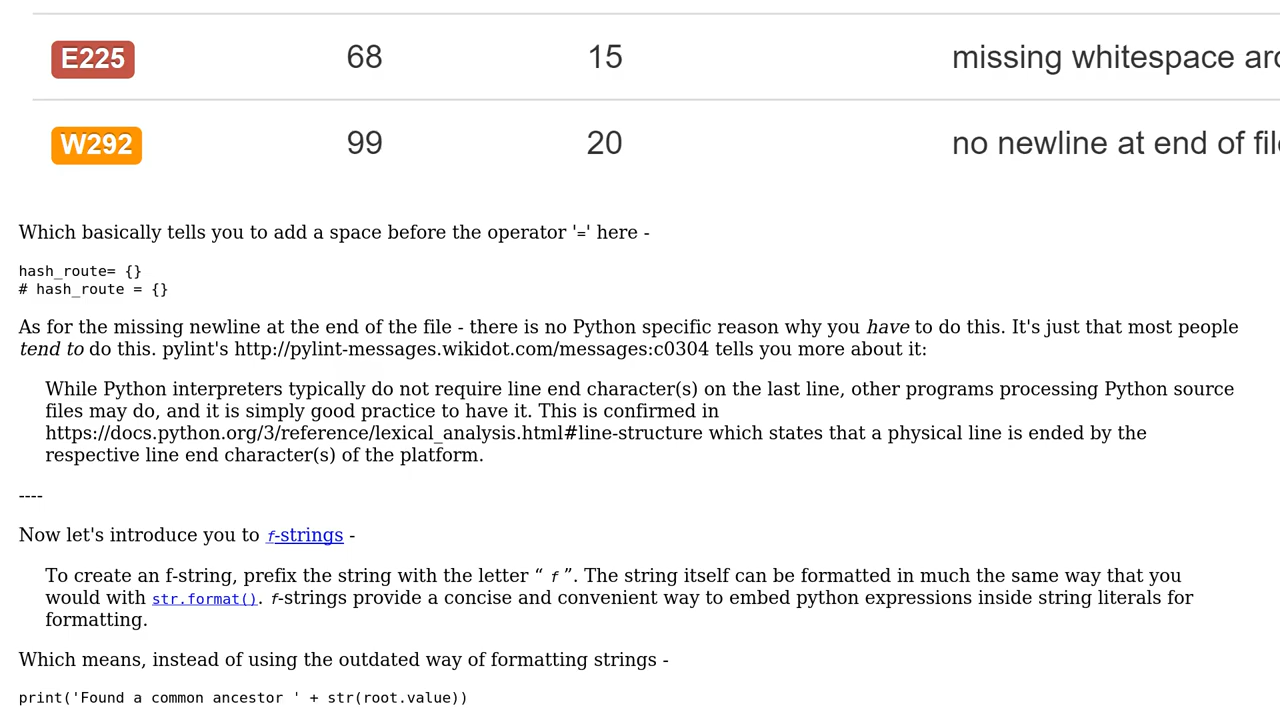 E225 68 15 missing whitespace
W292 99 20 no newline at end of
Which basically tells you to add a space before the operator '=' here -
hash_route= {}
# hash_route = {}
As for the missing newline at the end of the file - there is no Python specific reason why you have to do this. It's just that most people
tend to do this. pylint's http://pylint-messages.wikidot.com/messages:c0304 tells you more about it:
While Python interpreters typically do not require line end character(s) on the last line, other programs processing Python source
files may do, and it is simply good practice to have it. This is confirmed in
https://docs.python.org/3/reference/lexical_analysis.html#line-structure which states that a physical line is ended by the
respective line end character(s) of the platform.
----
Now let's introduce you to f-strings -
To create an f-string, prefix the string with the letter “ f ”. The string itself can be formatted in much the same way that you
would with str.format(). f-strings provide a concise and convenient way to embed python expressions inside string literals for
formatting.
Which means, instead of using the outdated way of formatting strings -
print('Found a common ancestor ' + str(root.value))